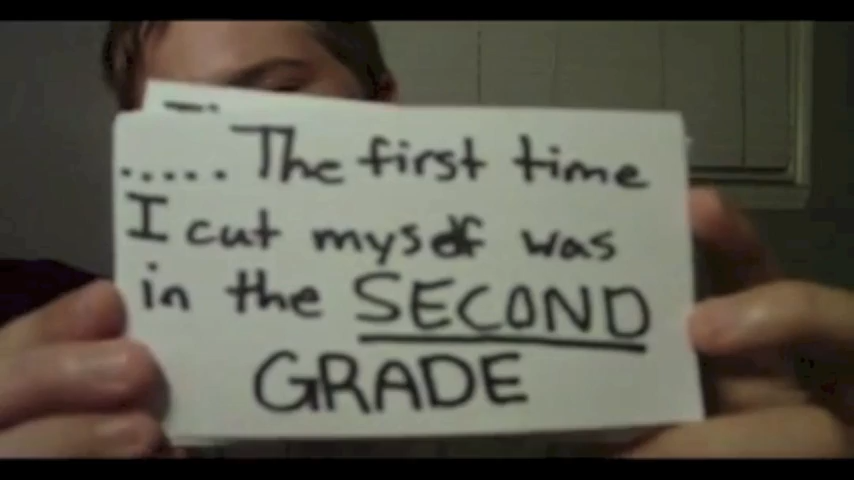 .....The first time
I cut myself was
in the SECOND
GRADE